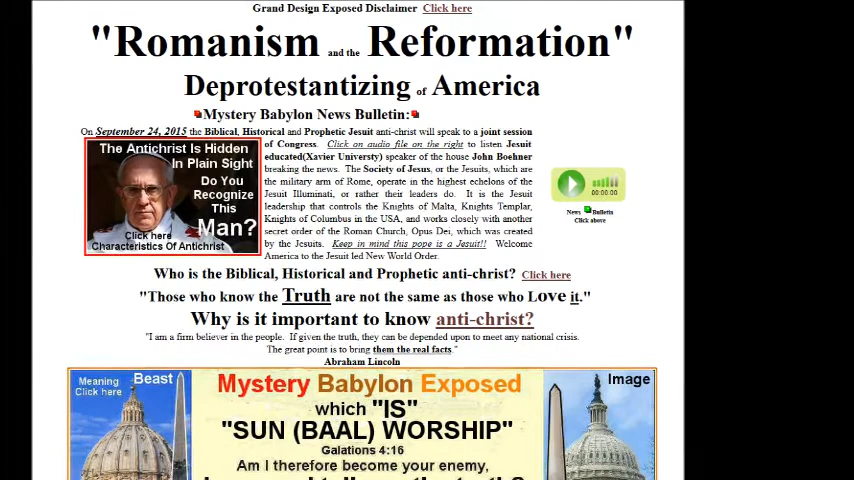 Grand Design Exposed Disclaimer Click here
"Romanism and the Reformation"
Deprotestantizing of America
Mystery Babylon News Bulletin:
On September 24, 2015 the Biblical, Historical and Prophetic Jesuit anti-christ will speak to a joint session
of Congress. Click on audio file on the right to listen Jesuit
educated(Xavier Universty) speaker of the house John Boehner
breaking the news. The Society of Jesus, or the Jesuits, which are
the military arm of Rome, operate in the highest echelons of the
Jesuit Illuminati, or rather their leaders do. It is the Jesuit
leadership that controls the Knights of Malta, Knights Templar,
Knights of Columbus in the USA, and works closely with another
secret order of the Roman Church, Opus Dei, which was created
by the Jesuits. Keep in mind this pope is a Jesuit!! Welcome
America to the Jesuit led New World Order.
The Antichrist Is Hidden
In Plain Sight
Do You
Recognize
This
Man?
Click here
Characteristics Of Antichrist
00:00:00
News Bulletin
Click above
Who is the Biblical, Historical and Prophetic anti-christ? Click here
"Those who know the Truth are not the same as those who Love it."
Why is it important to know anti-christ?
"I am a firm believer in the people. If given the truth, they can be depended upon to meet any national crisis.
The great point is to bring them the real facts."
Abraham Lincoln
Meaning
Click here
Beast
Mystery Babylon Exposed
which "IS"
"SUN (BAAL) WORSHIP"
Galations 4:16
Am I therefore become your enemy,
Image